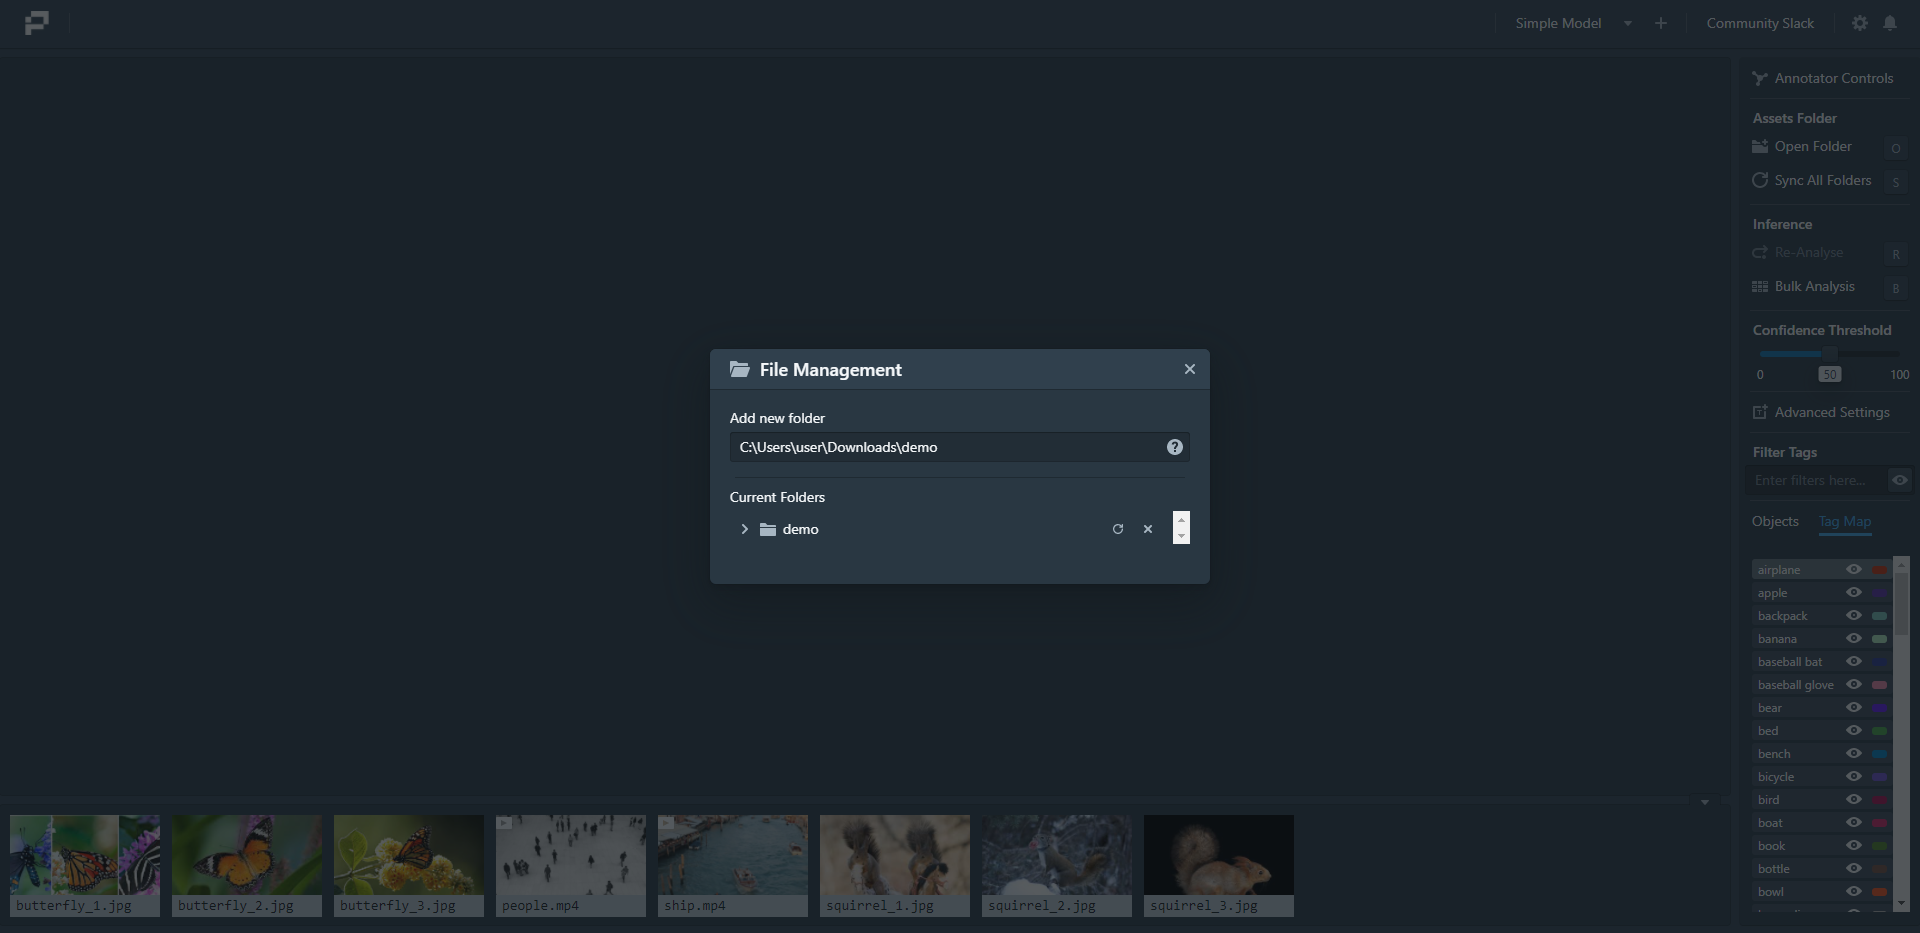 Simple Model
Community Slack
Annotator Controls
Assets Folder
Open Folder O
Sync All Folders S
Inference
Re-Analyse R
Bulk Analysis B
Confidence Threshold
0 50 100
Advanced Settings
Filter Tags
Enter filters here...
Objects Tag Map
airplane
apple
backpack
banana
baseball bat
baseball glove
bear
bed
bench
bicycle
bird
boat
book
bottle
bowl
File Management
Add new folder
C:\Users\user\Downloads\demo
Current Folders
demo
butterfly_1.jpg
butterfly_2.jpg
butterfly_3.jpg
people.mp4
ship.mp4
squirrel_1.jpg
squirrel_2.jpg
squirrel_3.jpg